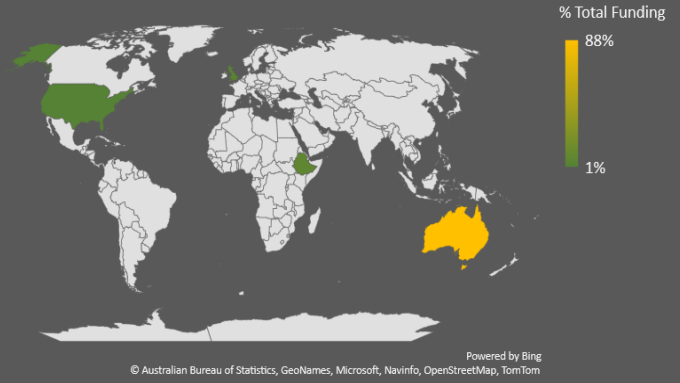 % Total Funding
88%
1%
Powered by Bing
© Australian Bureau of Statistics, GeoNames, Microsoft, Navinfo, OpenStreetMap, TomTom